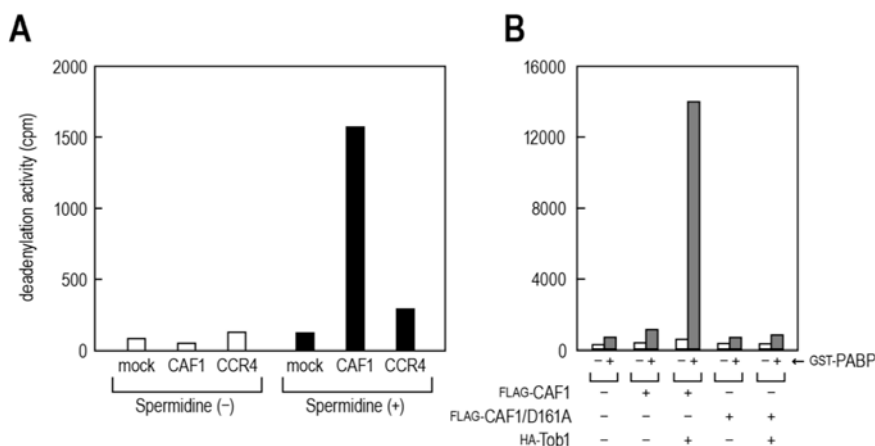 A
2000
1500
1000
500
0
deadenylation activity (cpm)
mock CAF1 CCR4 mock CAF1 CCR4
Spermidine (−) Spermidine (+)
B
16000
12000
8000
4000
0
− + − + − + − + − + ← GST-PABP
FLAG-CAF1 − + + − −
FLAG-CAF1/D161A − − − + +
HA-Tob1 − − + − +